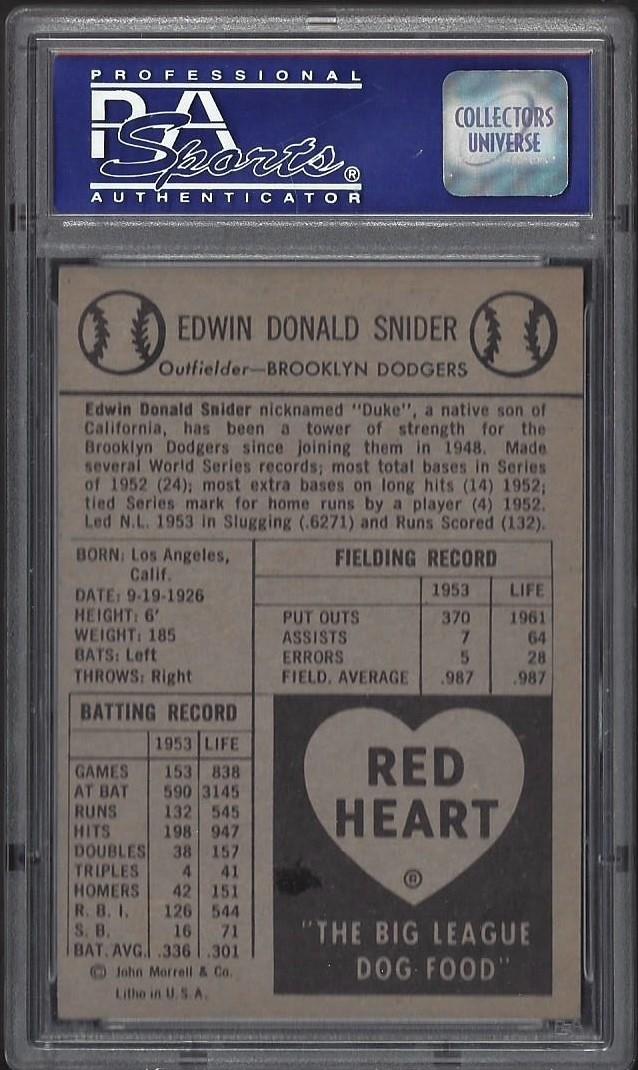 PROFESSIONAL
PSA
Sports®
AUTHENTICATOR
COLLECTORS
UNIVERSE
EDWIN DONALD SNIDER
Outfielder—BROOKLYN DODGERS
Edwin Donald Snider nicknamed "Duke", a native son of
California, has been a tower of strength for the
Brooklyn Dodgers since joining them in 1948. Made
several World Series records; most total bases in Series
of 1952 (24); most extra bases on long hits (14) 1952;
tied Series mark for home runs by a player (4) 1952.
Led N.L. 1953 in Slugging (.6271) and Runs Scored (132).
BORN: Los Angeles,
Calif.
DATE: 9-19-1926
HEIGHT: 6'
WEIGHT: 185
BATS: Left
THROWS: Right
FIELDING RECORD
1953 LIFE
PUT OUTS 370 1961
ASSISTS 7 64
ERRORS 5 28
FIELD. AVERAGE .987 .987
BATTING RECORD
1953 LIFE
GAMES 153 838
AT BAT 590 3145
RUNS 132 545
HITS 198 947
DOUBLES 38 157
TRIPLES 4 41
HOMERS 42 151
R. B. I. 126 544
S. B. 16 71
BAT. AVG. .336 .301
© John Morrell & Co.
Litho in U.S.A.
RED
HEART
®
"THE BIG LEAGUE
DOG FOOD"